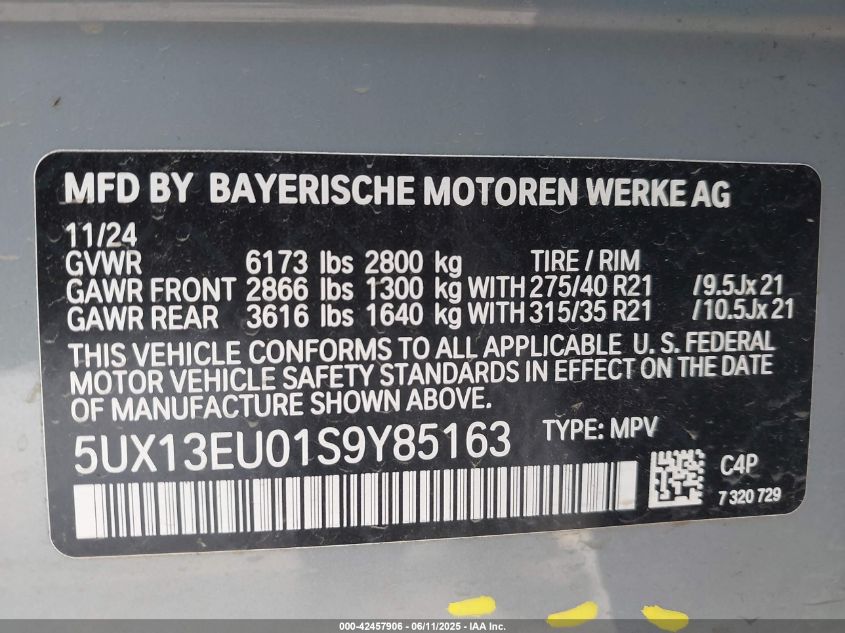 MFD BY BAYERISCHE MOTOREN WERKE AG
11/24
GVWR 6173 lbs 2800 kg TIRE / RIM
GAWR FRONT 2866 lbs 1300 kg WITH 275/40 R21 /9.5Jx21
GAWR REAR 3616 lbs 1640 kg WITH 315/35 R21 /10.5Jx21
THIS VEHICLE CONFORMS TO ALL APPLICABLE U. S. FEDERAL
MOTOR VEHICLE SAFETY STANDARDS IN EFFECT ON THE DATE
OF MANUFACTURE SHOWN ABOVE.
5UX13EU01S9Y85163 TYPE: MPV
C4P
7 320 729
000-42457906 - 06/11/2025 - IAA Inc.